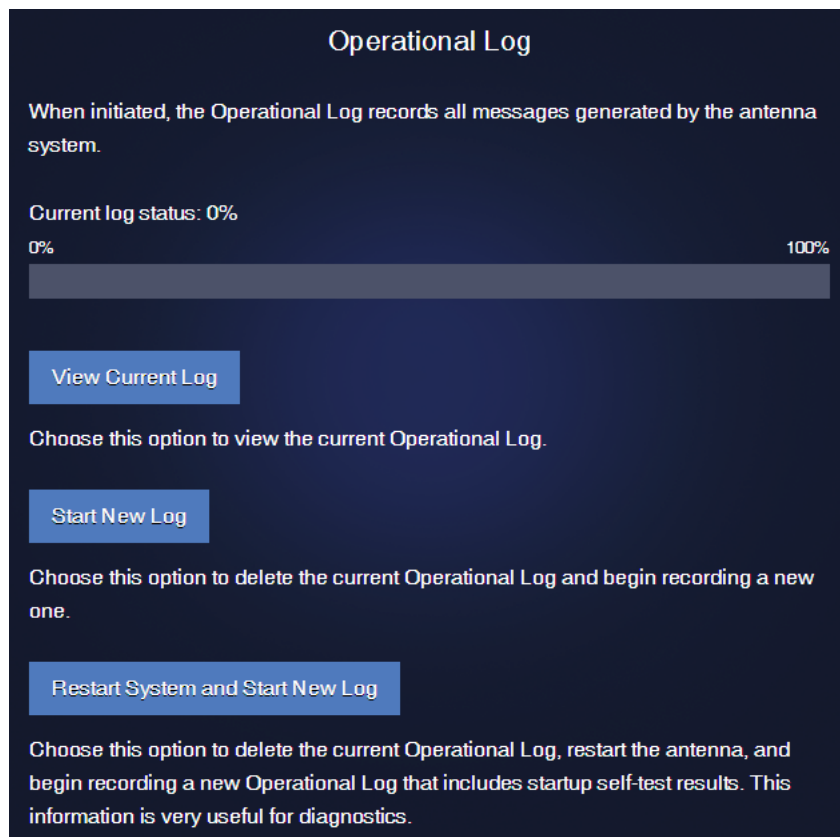 Operational Log
When initiated, the Operational Log records all messages generated by the antenna
system.
Current log status: 0%
0% 100%
View Current Log
Choose this option to view the current Operational Log.
Start New Log
Choose this option to delete the current Operational Log and begin recording a new
one.
Restart System and Start New Log
Choose this option to delete the current Operational Log, restart the antenna, and
begin recording a new Operational Log that includes startup self-test results. This
information is very useful for diagnostics.